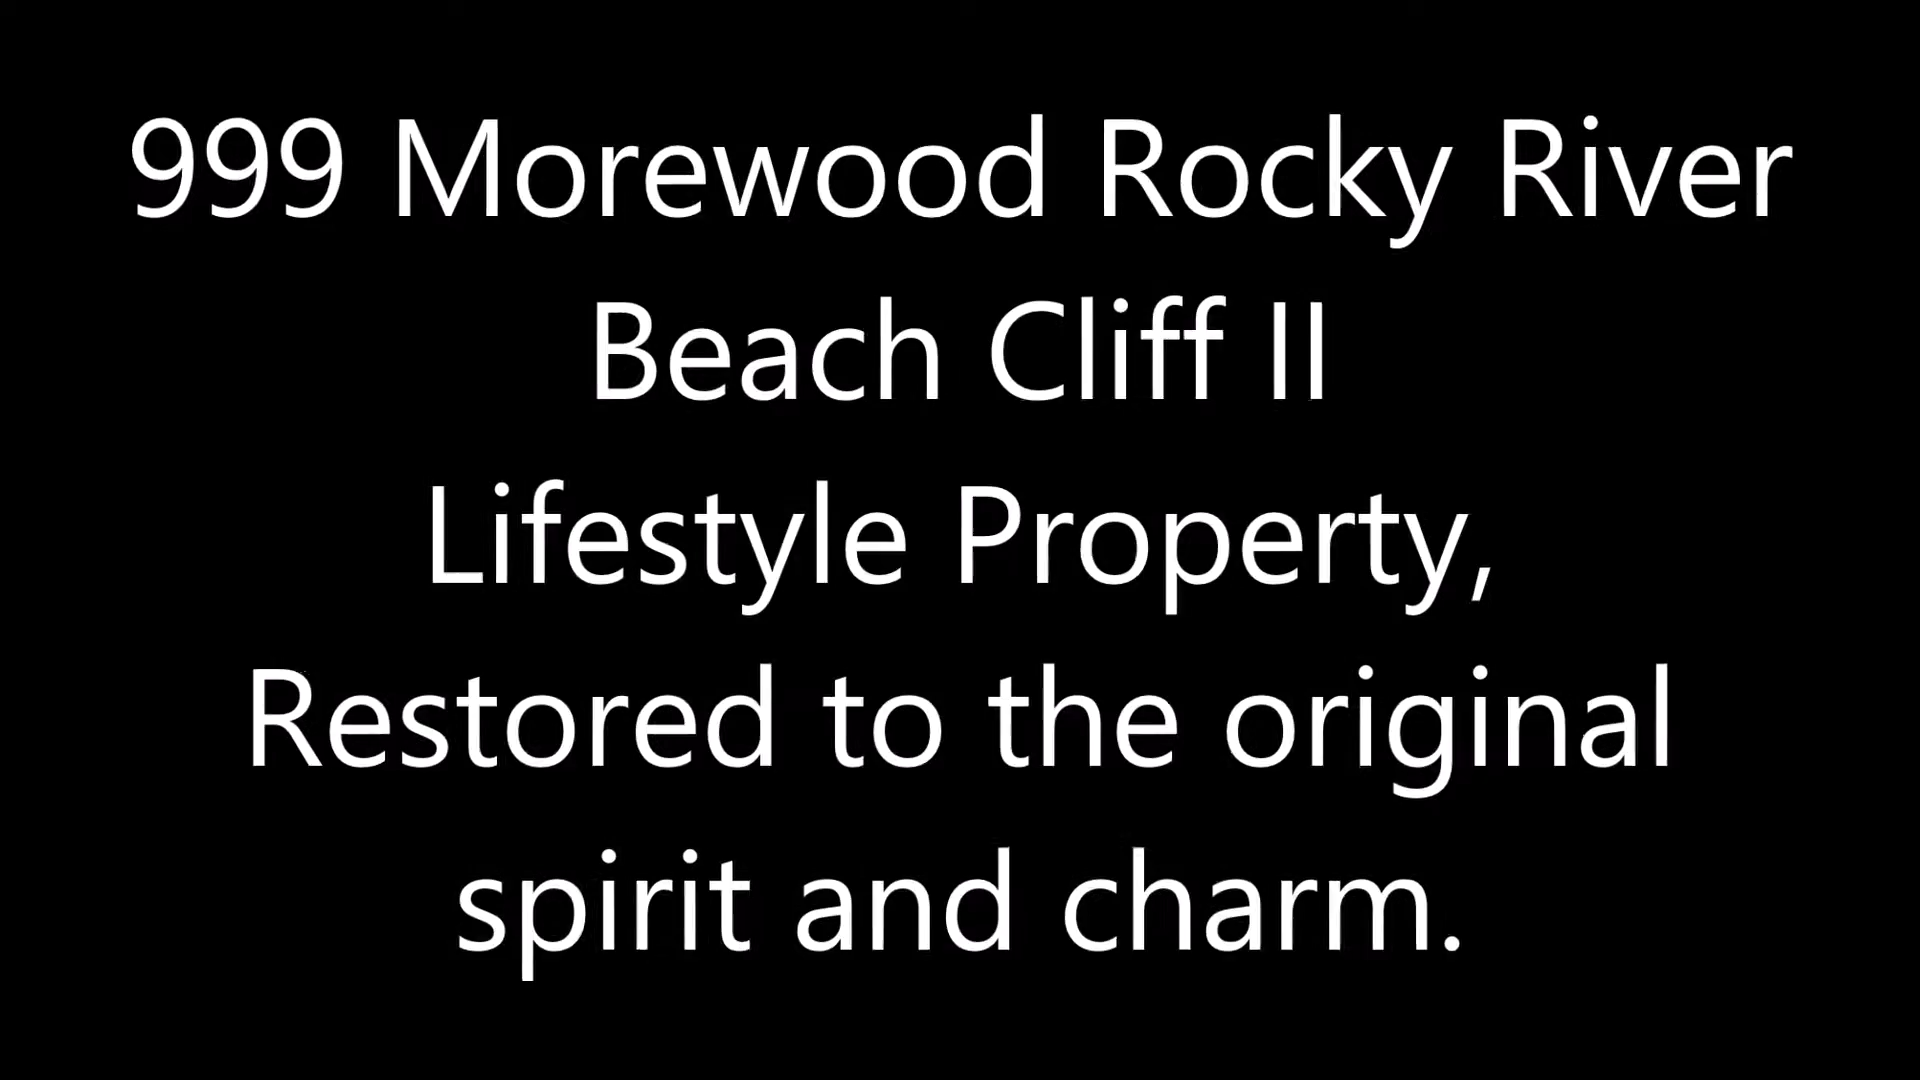 999 Morewood Rocky River
Beach Cliff II
Lifestyle Property,
Restored to the original
spirit and charm.